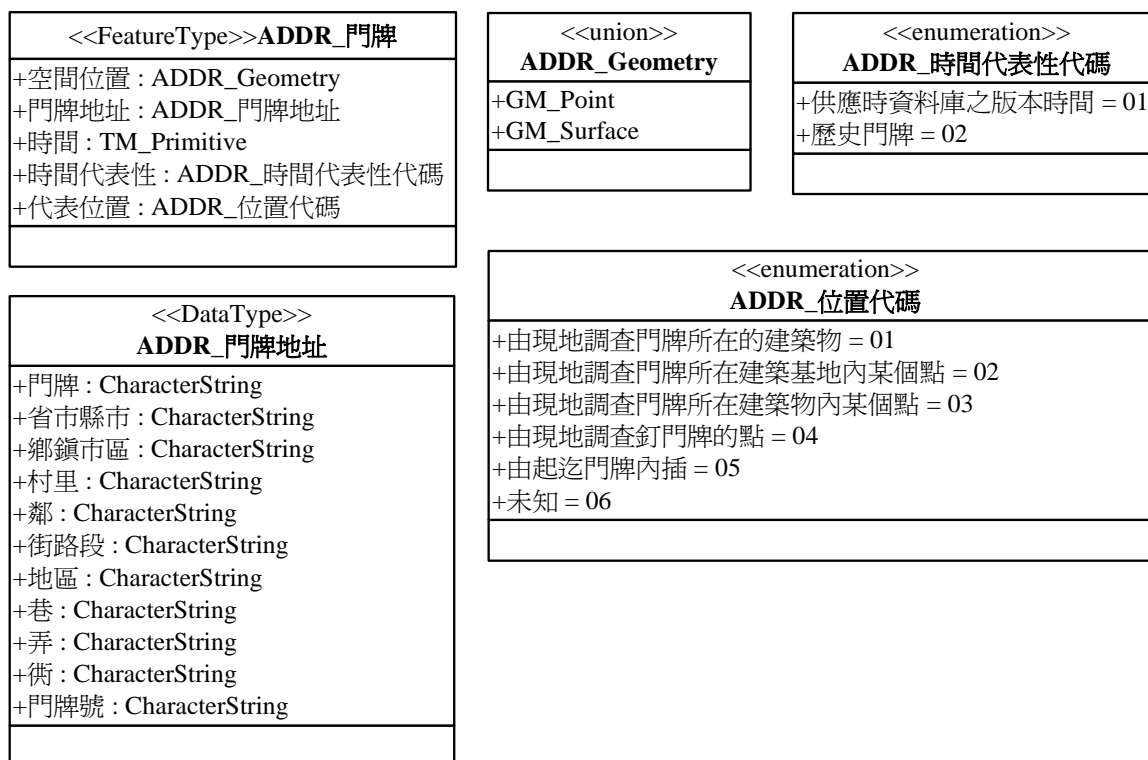 <<FeatureType>>ADDR_門牌
+空間位置 : ADDR_Geometry
+門牌地址 : ADDR_門牌地址
+時間 : TM_Primitive
+時間代表性 : ADDR_時間代表性代碼
+代表位置 : ADDR_位置代碼
<<union>>
ADDR_Geometry
+GM_Point
+GM_Surface
<<enumeration>>
ADDR_時間代表性代碼
+供應時資料庫之版本時間 = 01
+歷史門牌 = 02
<<DataType>>
ADDR_門牌地址
+門牌 : CharacterString
+省市縣市 : CharacterString
+鄉鎮市區 : CharacterString
+村里 : CharacterString
+鄰 : CharacterString
+街路段 : CharacterString
+地區 : CharacterString
+巷 : CharacterString
+弄 : CharacterString
+衖 : CharacterString
+門牌號 : CharacterString
<<enumeration>>
ADDR_位置代碼
+由現地調查門牌所在的建築物 = 01
+由現地調查門牌所在建築基地內某個點 = 02
+由現地調查門牌所在建築物內某個點 = 03
+由現地調查釘門牌的點 = 04
+由起迄門牌內插 = 05
+未知 = 06